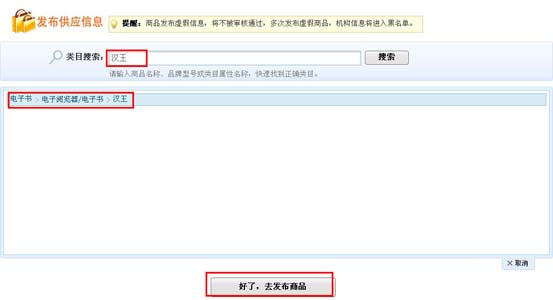 发布供应信息
提醒：商品发布虚假信息，将不被审核通过，多次发布虚假商品，机构信息将进入黑名单。
类目搜索： 汉王 搜索
请输入商品名称、品牌型号或类目属性名称，快速找到正确类目。
电子书 > 电子阅览器/电子书 > 汉王
× 取消
好了，去发布商品